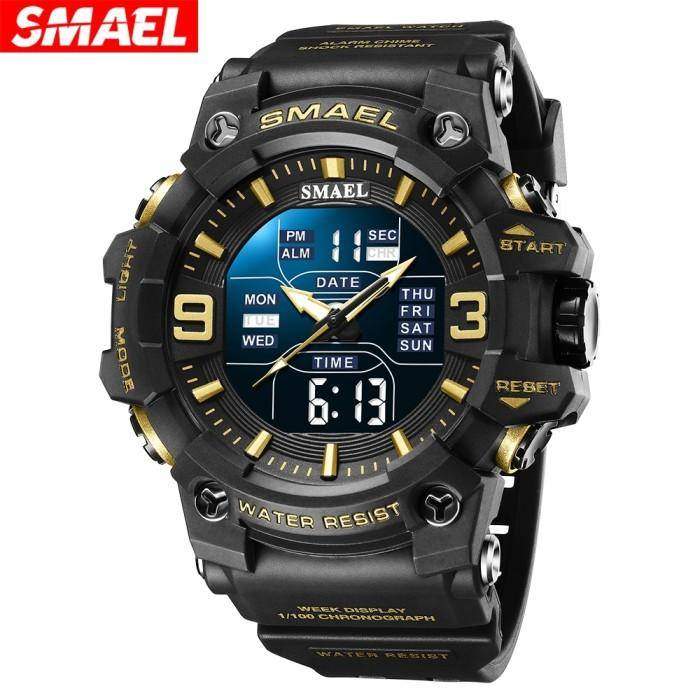 SMAEL
SMAEL WATCH
ALARM CHIME
SHOCK RESISTANT
SMAEL
SMAEL
PM 11 SEC
ALM CHR
LIGHT
START
DATE
MON THU
TUE FRI
WED SAT
SUN
9 3
MODE
RESET
TIME
6:13
WATER RESIST
WEEK DISPLAY
1/100 CHRONOGRAPH
WATER RESIST